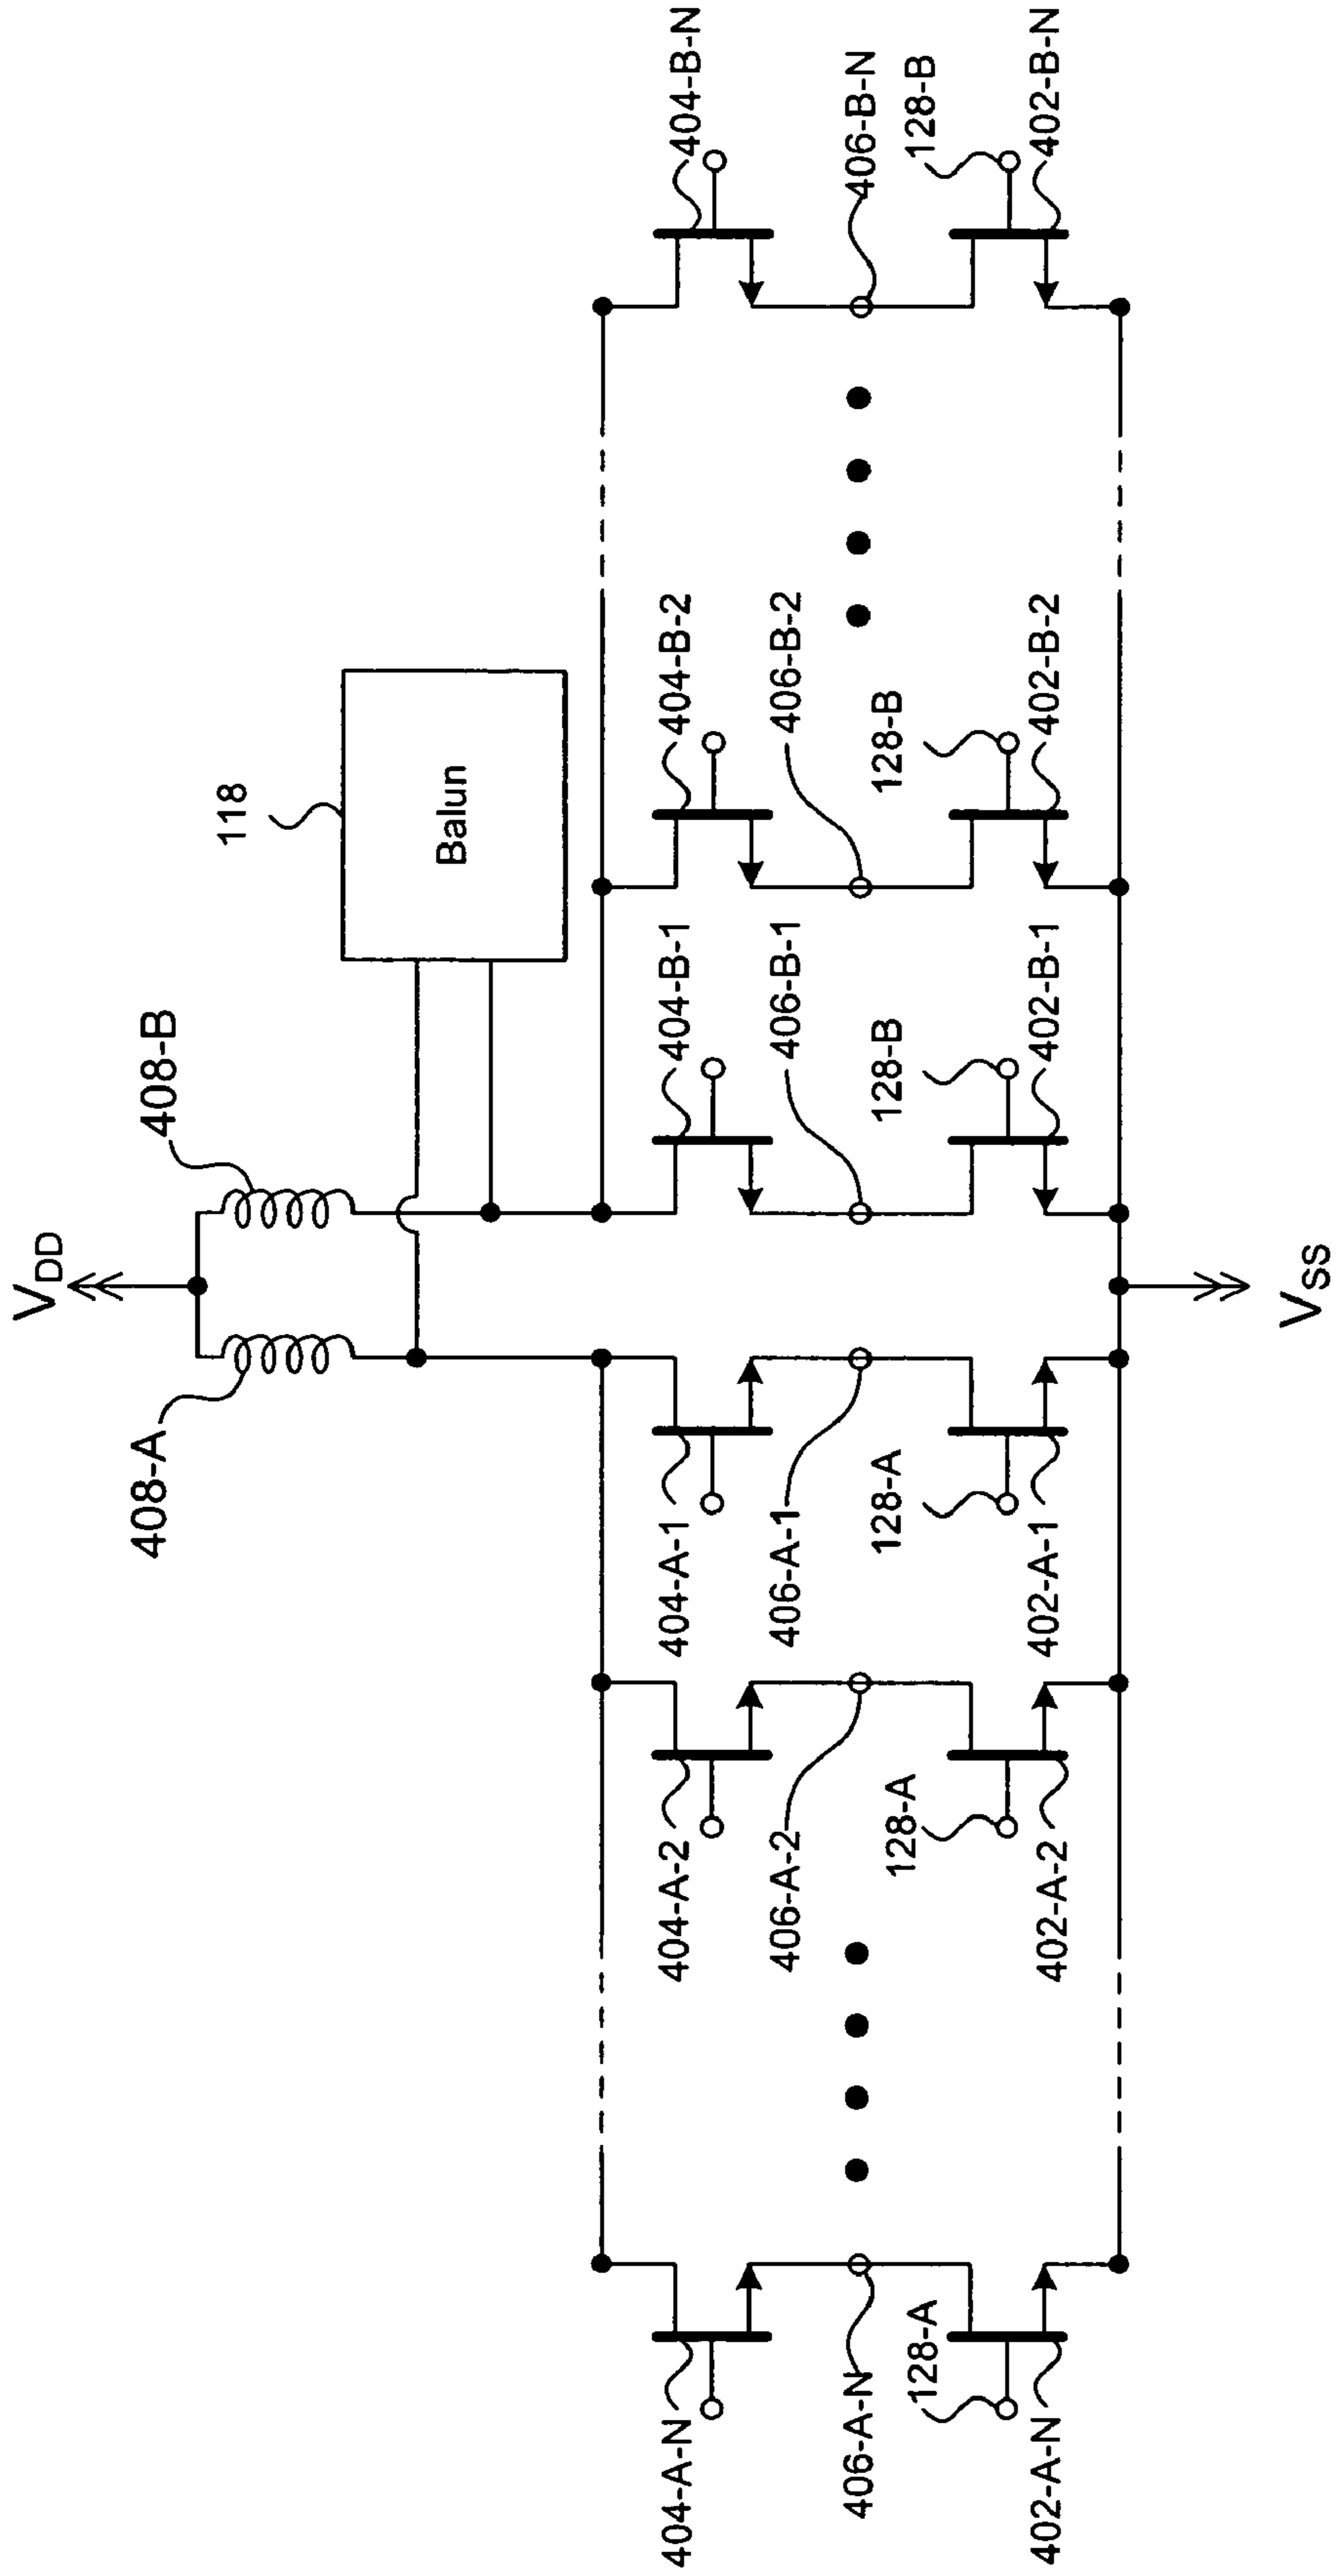 V_DD
408-A
408-B
118
Balun
404-A-N
404-A-2
404-A-1
404-B-1
404-B-2
404-B-N
406-A-N
406-A-2
406-A-1
406-B-1
406-B-2
406-B-N
128-A
128-A
128-A
128-B
128-B
128-B
402-A-N
402-A-2
402-A-1
402-B-1
402-B-2
402-B-N
V_SS